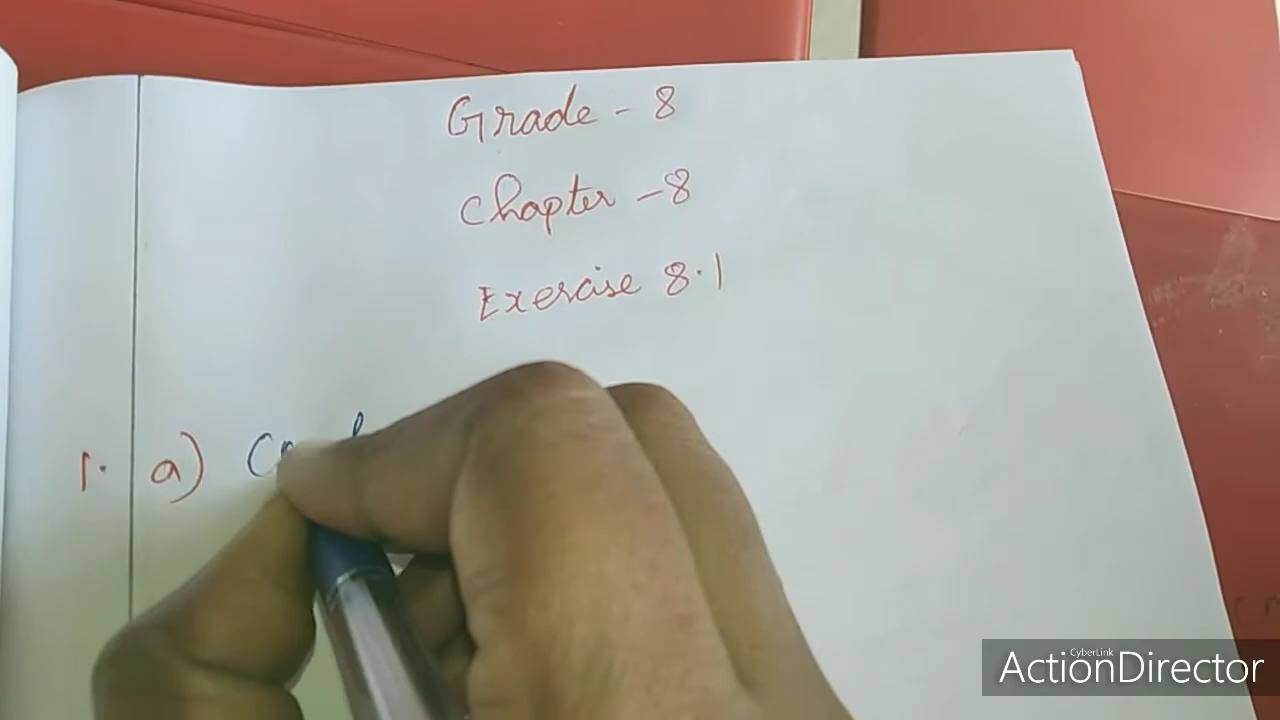 Grade - 8
Chapter - 8
Exercise 8.1
1. a)
CyberLink
ActionDirector